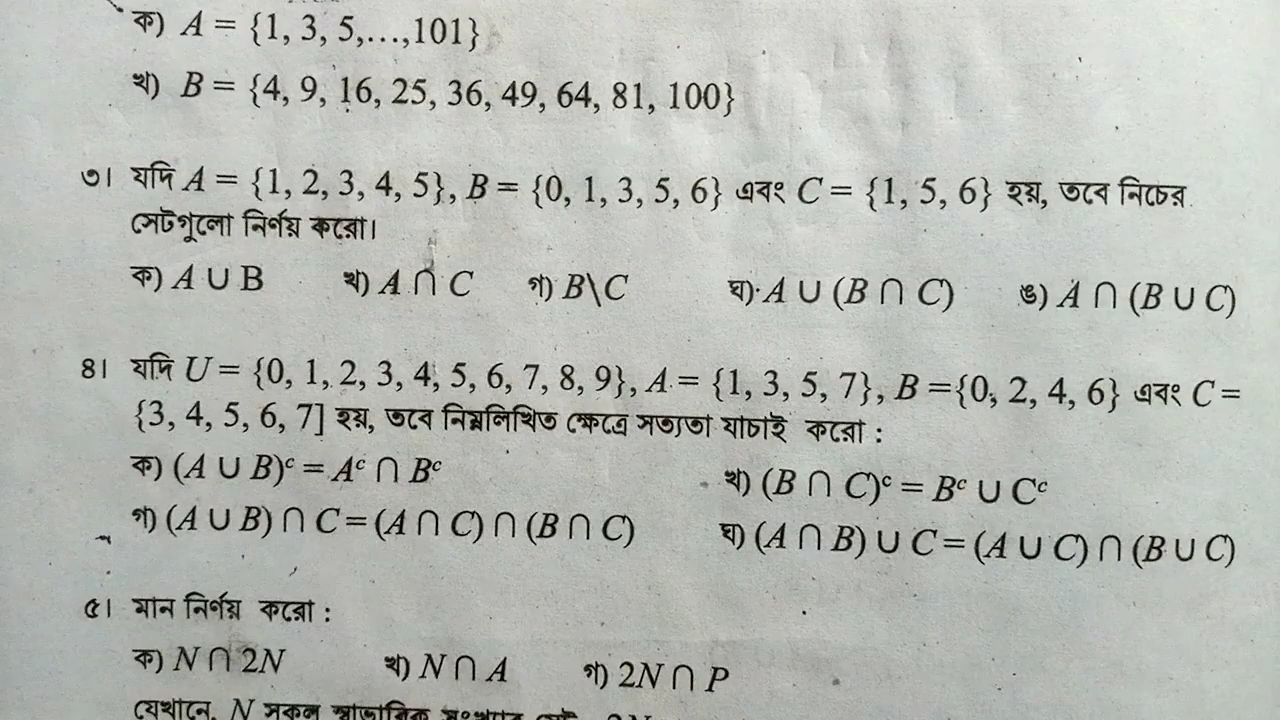 ক) A = {1, 3, 5,...,101}
খ) B = {4, 9, 16, 25, 36, 49, 64, 81, 100}
৩। যদি A = {1, 2, 3, 4, 5}, B = {0, 1, 3, 5, 6} এবং C = {1, 5, 6} হয়, তবে নিচের
সেটগুলো নির্ণয় করো।
ক) A ∪ B খ) A ∩ C গ) B\C ঘ) A ∪ (B ∩ C) ঙ) A ∩ (B ∪ C)
৪। যদি U = {0, 1, 2, 3, 4, 5, 6, 7, 8, 9}, A = {1, 3, 5, 7}, B ={0, 2, 4, 6} এবং C =
{3, 4, 5, 6, 7] হয়, তবে নিম্নলিখিত ক্ষেত্রে সত্যতা যাচাই করো :
ক) (A ∪ B)ᶜ = Aᶜ ∩ Bᶜ খ) (B ∩ C)ᶜ = Bᶜ ∪ Cᶜ
গ) (A ∪ B) ∩ C = (A ∩ C) ∩ (B ∩ C) ঘ) (A ∩ B) ∪ C = (A ∪ C) ∩ (B ∪ C)
৫। মান নির্ণয় করো :
ক) N ∩ 2N খ) N ∩ A গ) 2N ∩ P
যেখানে, N সকল স্বাভাবিক সংখ্যার সেট